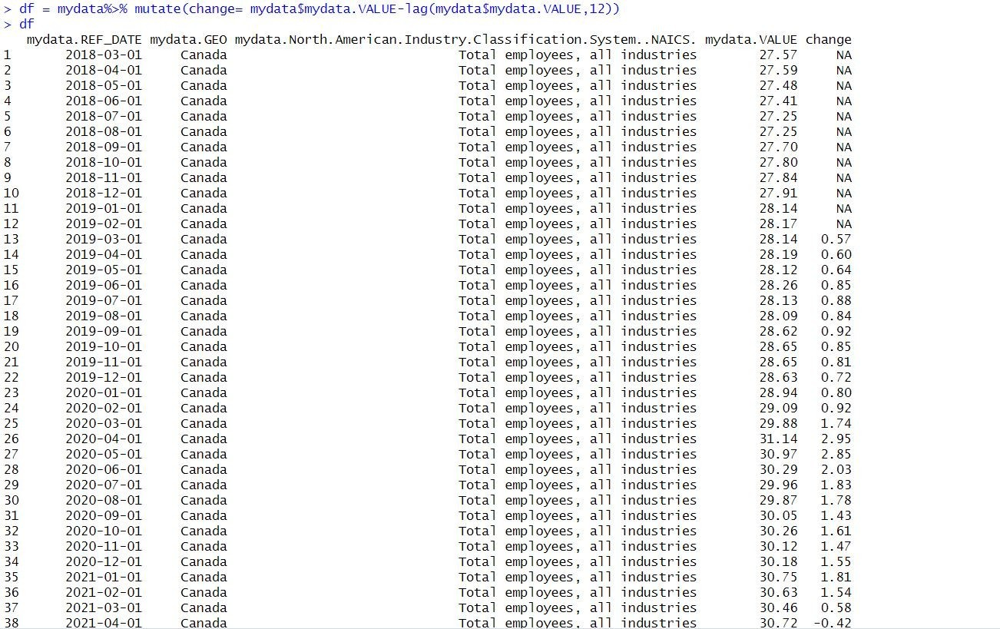 > df = mydata%>% mutate(change= mydata$mydata.VALUE-lag(mydata$mydata.VALUE,12))
> df
mydata.REF_DATE mydata.GEO mydata.North.American.Industry.Classification.System..NAICS. mydata.VALUE change
1 2018-03-01 Canada Total employees, all industries 27.57 NA
2 2018-04-01 Canada Total employees, all industries 27.59 NA
3 2018-05-01 Canada Total employees, all industries 27.48 NA
4 2018-06-01 Canada Total employees, all industries 27.41 NA
5 2018-07-01 Canada Total employees, all industries 27.25 NA
6 2018-08-01 Canada Total employees, all industries 27.25 NA
7 2018-09-01 Canada Total employees, all industries 27.70 NA
8 2018-10-01 Canada Total employees, all industries 27.80 NA
9 2018-11-01 Canada Total employees, all industries 27.84 NA
10 2018-12-01 Canada Total employees, all industries 27.91 NA
11 2019-01-01 Canada Total employees, all industries 28.14 NA
12 2019-02-01 Canada Total employees, all industries 28.17 NA
13 2019-03-01 Canada Total employees, all industries 28.14 0.57
14 2019-04-01 Canada Total employees, all industries 28.19 0.60
15 2019-05-01 Canada Total employees, all industries 28.12 0.64
16 2019-06-01 Canada Total employees, all industries 28.26 0.85
17 2019-07-01 Canada Total employees, all industries 28.13 0.88
18 2019-08-01 Canada Total employees, all industries 28.09 0.84
19 2019-09-01 Canada Total employees, all industries 28.62 0.92
20 2019-10-01 Canada Total employees, all industries 28.65 0.85
21 2019-11-01 Canada Total employees, all industries 28.65 0.81
22 2019-12-01 Canada Total employees, all industries 28.63 0.72
23 2020-01-01 Canada Total employees, all industries 28.94 0.80
24 2020-02-01 Canada Total employees, all industries 29.09 0.92
25 2020-03-01 Canada Total employees, all industries 29.88 1.74
26 2020-04-01 Canada Total employees, all industries 31.14 2.95
27 2020-05-01 Canada Total employees, all industries 30.97 2.85
28 2020-06-01 Canada Total employees, all industries 30.29 2.03
29 2020-07-01 Canada Total employees, all industries 29.96 1.83
30 2020-08-01 Canada Total employees, all industries 29.87 1.78
31 2020-09-01 Canada Total employees, all industries 30.05 1.43
32 2020-10-01 Canada Total employees, all industries 30.26 1.61
33 2020-11-01 Canada Total employees, all industries 30.12 1.47
34 2020-12-01 Canada Total employees, all industries 30.18 1.55
35 2021-01-01 Canada Total employees, all industries 30.75 1.81
36 2021-02-01 Canada Total employees, all industries 30.63 1.54
37 2021-03-01 Canada Total employees, all industries 30.46 0.58
38 2021-04-01 Canada Total employees, all industries 30.72 -0.42